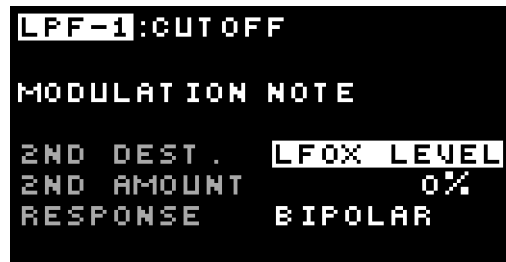 LPF-1:CUTOFF
MODULATION NOTE
2ND DEST. LFOX LEVEL
2ND AMOUNT 0%
RESPONSE BIPOLAR